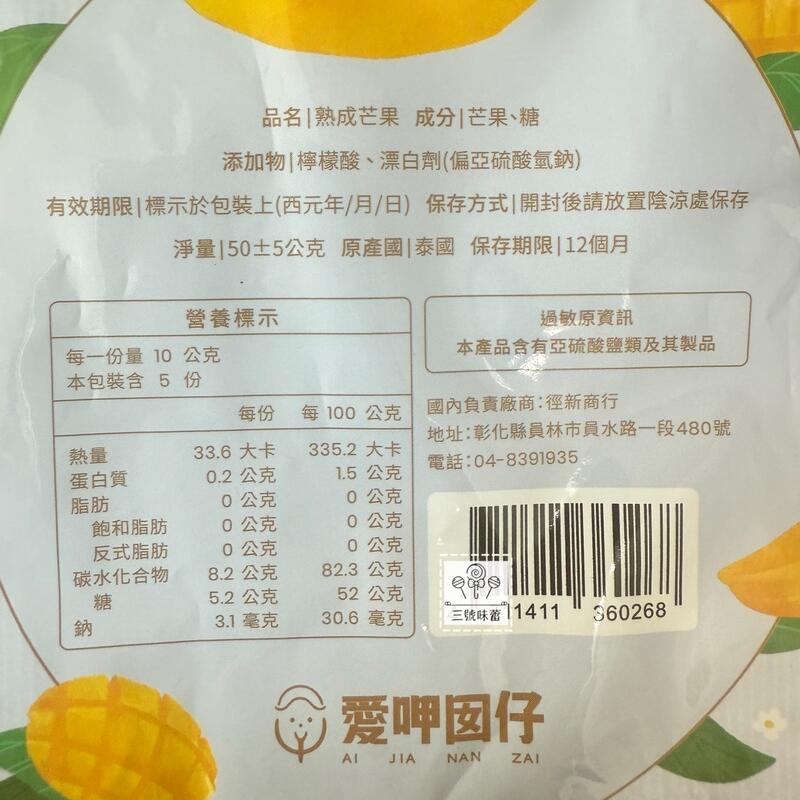 品名|熟成芒果 成分|芒果、糖
添加物|檸檬酸、漂白劑(偏亞硫酸氫鈉)
有效期限|標示於包裝上(西元年/月/日) 保存方式|開封後請放置陰涼處保存
淨量|50±5公克 原產國|泰國 保存期限|12個月
營養標示
每一份量 10 公克
本包裝含 5 份
每份 每 100 公克
熱量 33.6 大卡 335.2 大卡
蛋白質 0.2 公克 1.5 公克
脂肪 0 公克 0 公克
飽和脂肪 0 公克 0 公克
反式脂肪 0 公克 0 公克
碳水化合物 8.2 公克 82.3 公克
糖 5.2 公克 52 公克
鈉 3.1 毫克 30.6 毫克
過敏原資訊
本產品含有亞硫酸鹽類及其製品
國內負責廠商:徑新商行
地址:彰化縣員林市員水路一段480號
電話:04-8391935
三號味蕾
11411 360268
愛呷囡仔
AI JIA NAN ZAI